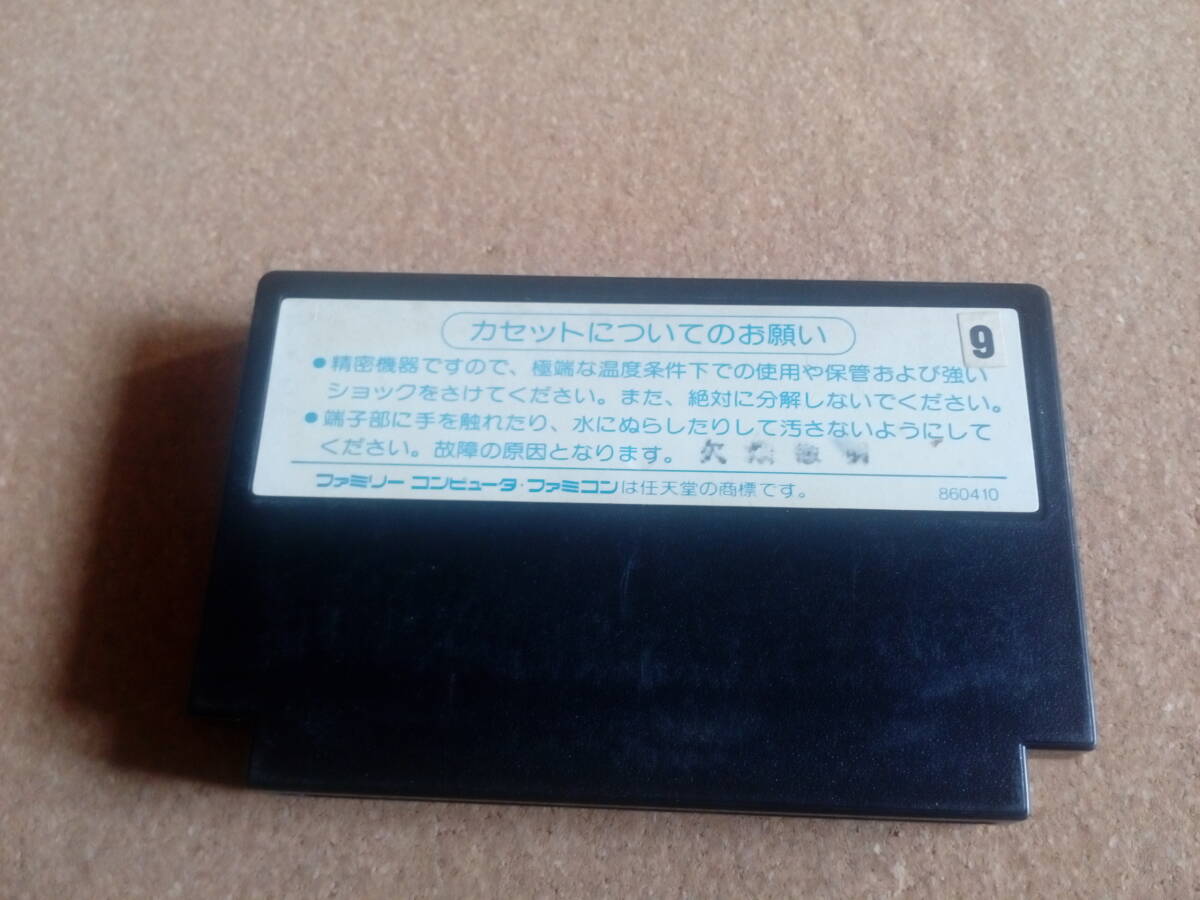 カセットについてのお願い
9
●精密機器ですので、極端な温度条件下での使用や保管および強い
ショックをさけてください。また、絶対に分解しないでください。
●端子部に手を触れたり、水にぬらしたりして汚さないようにして
ください。故障の原因となります。
ファミリー コンピュータ・ファミコンは任天堂の商標です。
860410